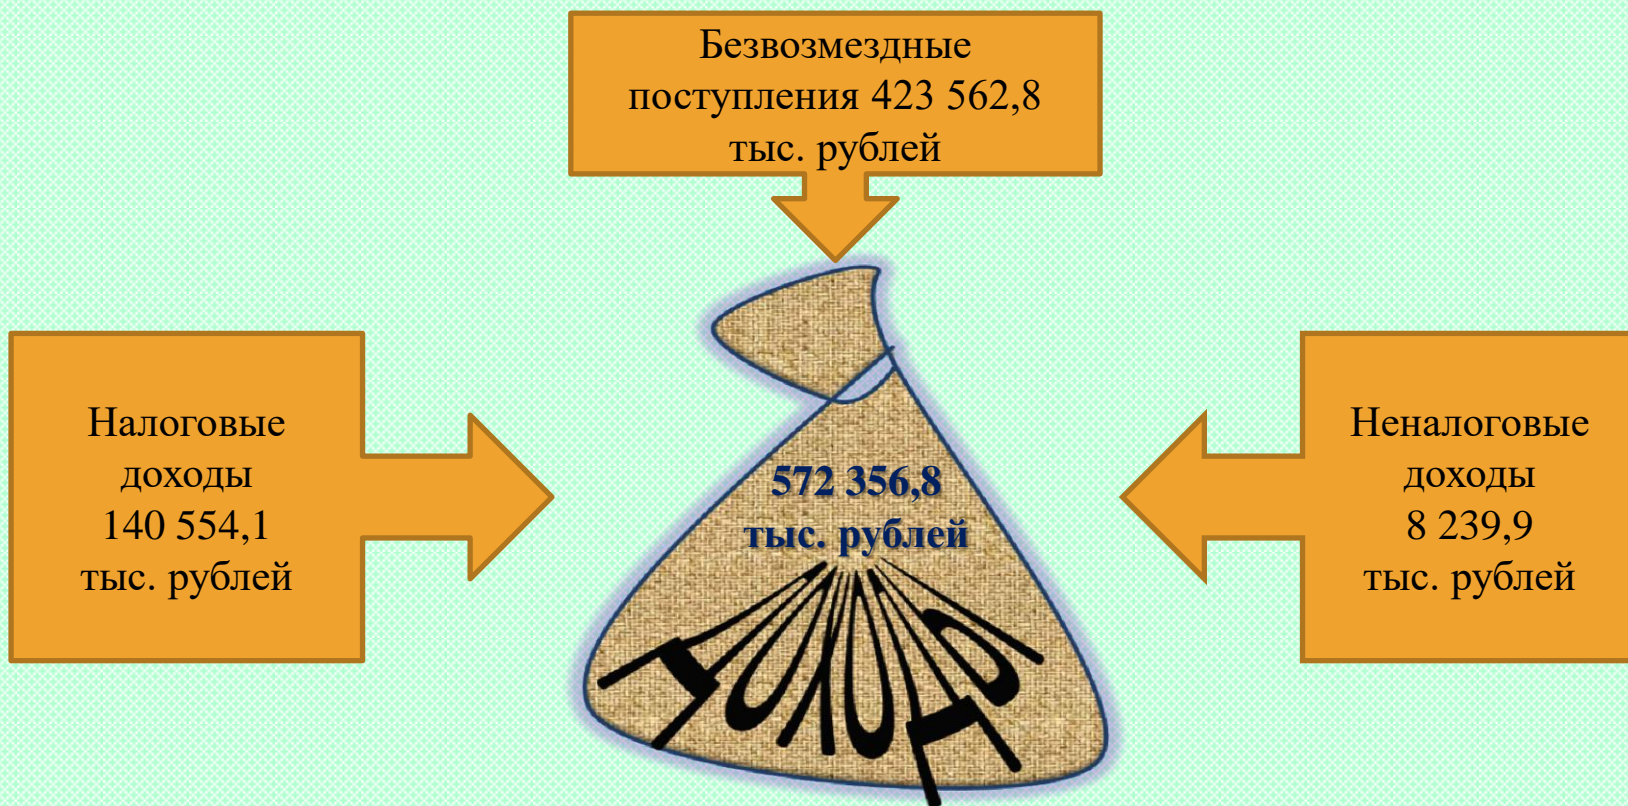 Безвозмездные
поступления 423 562,8
тыс. рублей
Налоговые
доходы
140 554,1
тыс. рублей
572 356,8
тыс. рублей
ДОХОДЫ
Неналоговые
доходы
8 239,9
тыс. рублей